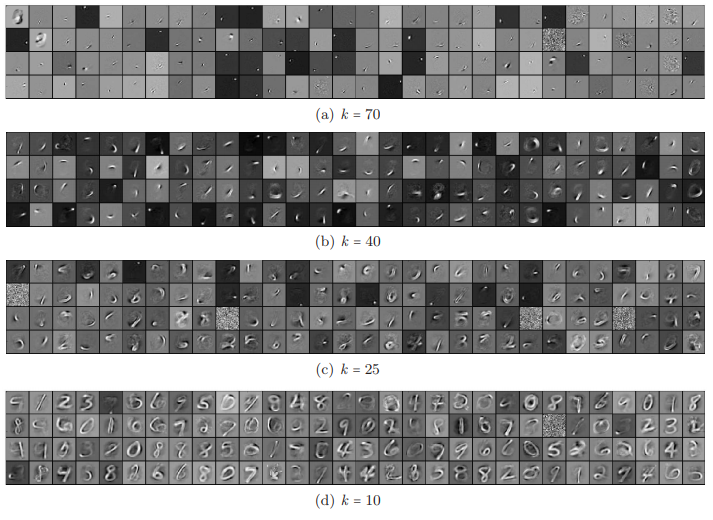 (a) k = 70
(b) k = 40
(c) k = 25
(d) k = 10